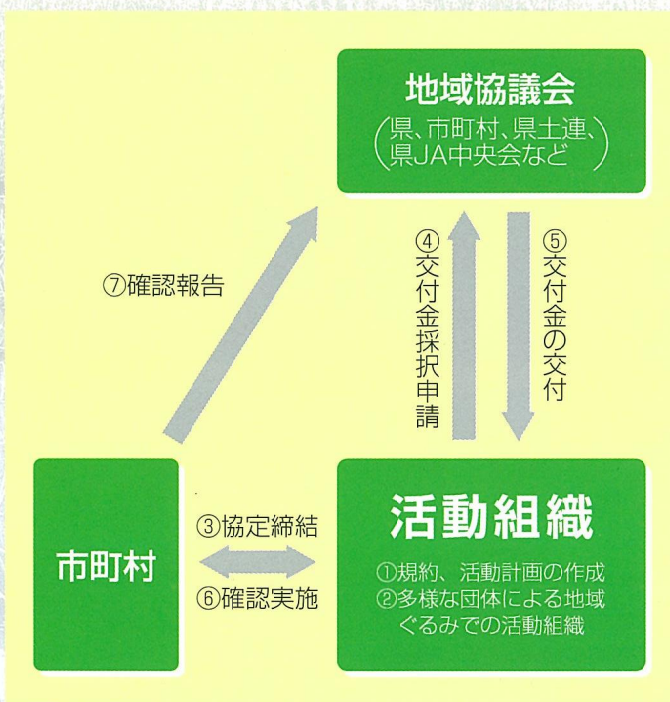 地域協議会
(県、市町村、県土連、
県JA中央会など)
⑦確認報告
④交付金採択申請
⑤交付金の交付
市町村
③協定締結
⑥確認実施
活動組織
①規約、活動計画の作成
②多様な団体による地域
ぐるみでの活動組織